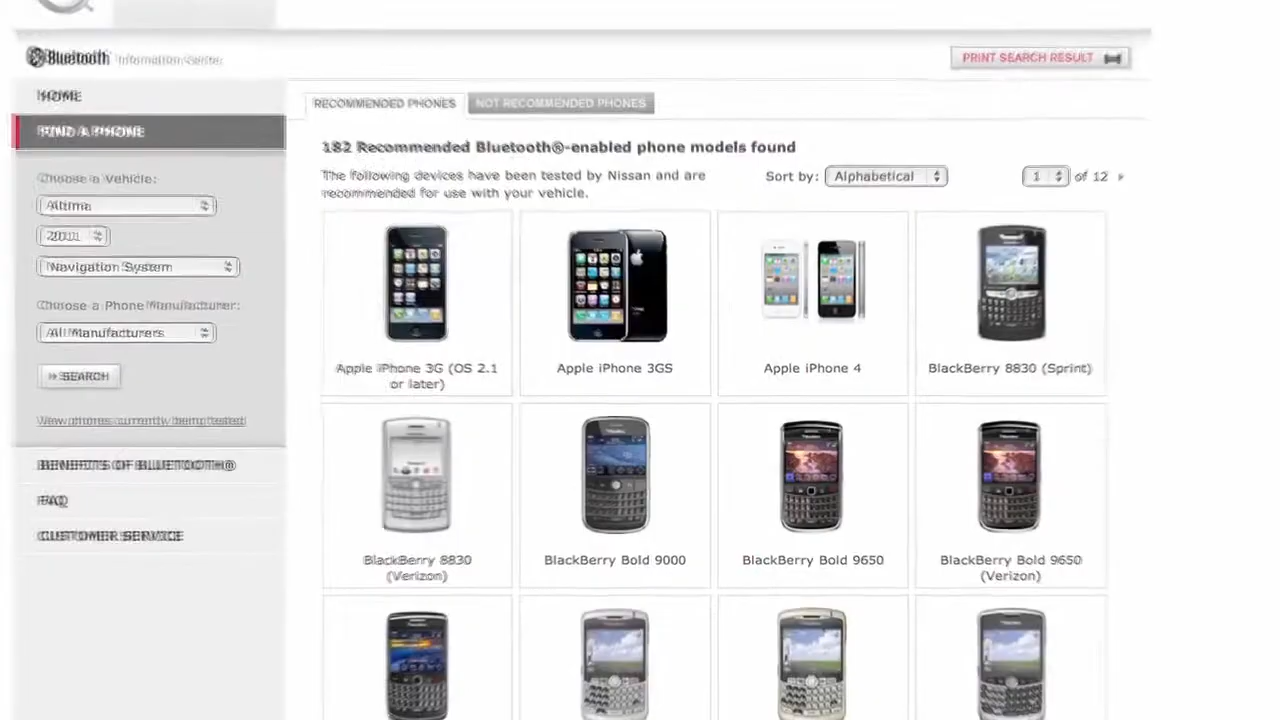 Bluetooth Information Center
PRINT SEARCH RESULT
HOME
FIND A PHONE
Choose a Vehicle:
Altima
2011
Navigation System
Choose a Phone Manufacturer:
All Manufacturers
SEARCH
View phones currently being tested
BENEFITS OF BLUETOOTH®
FAQ
CUSTOMER SERVICE
RECOMMENDED PHONES
NOT RECOMMENDED PHONES
182 Recommended Bluetooth®-enabled phone models found
The following devices have been tested by Nissan and are
recommended for use with your vehicle.
Sort by: Alphabetical
1 of 12
Apple iPhone 3G (OS 2.1
or later)
Apple iPhone 3GS
Apple iPhone 4
BlackBerry 8830 (Sprint)
BlackBerry 8830
(Verizon)
BlackBerry Bold 9000
BlackBerry Bold 9650
BlackBerry Bold 9650
(Verizon)